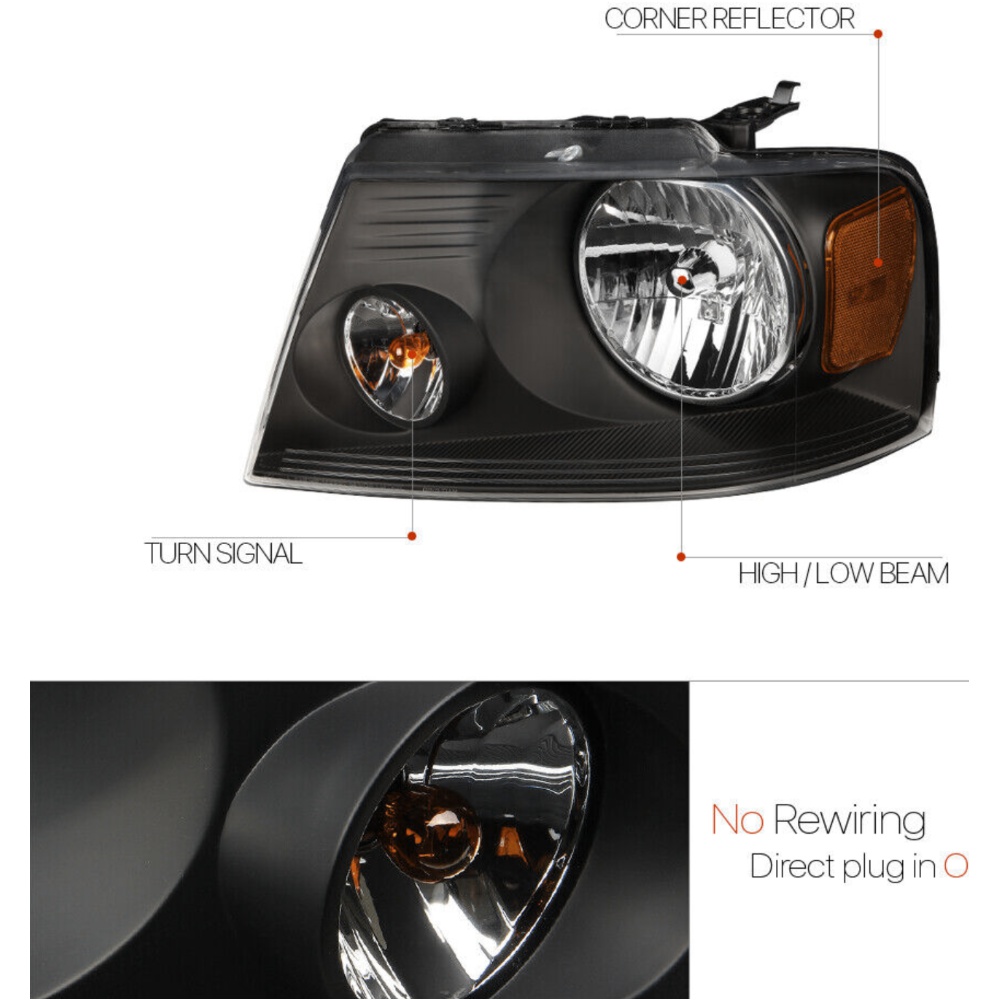 CORNER REFLECTOR
TURN SIGNAL
HIGH / LOW BEAM
No Rewiring
Direct plug in O